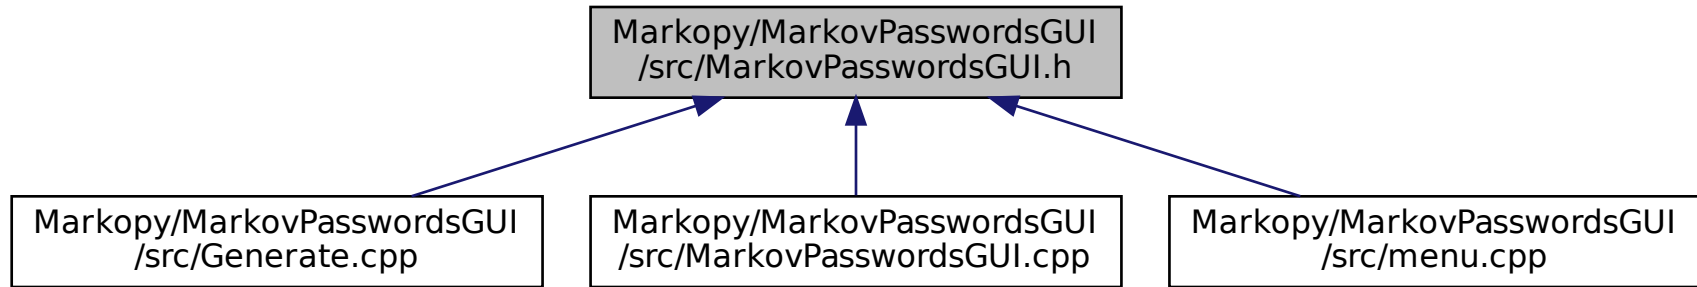 Markopy/MarkovPasswordsGUI
/src/MarkovPasswordsGUI.h
Markopy/MarkovPasswordsGUI
/src/Generate.cpp
Markopy/MarkovPasswordsGUI
/src/MarkovPasswordsGUI.cpp
Markopy/MarkovPasswordsGUI
/src/menu.cpp